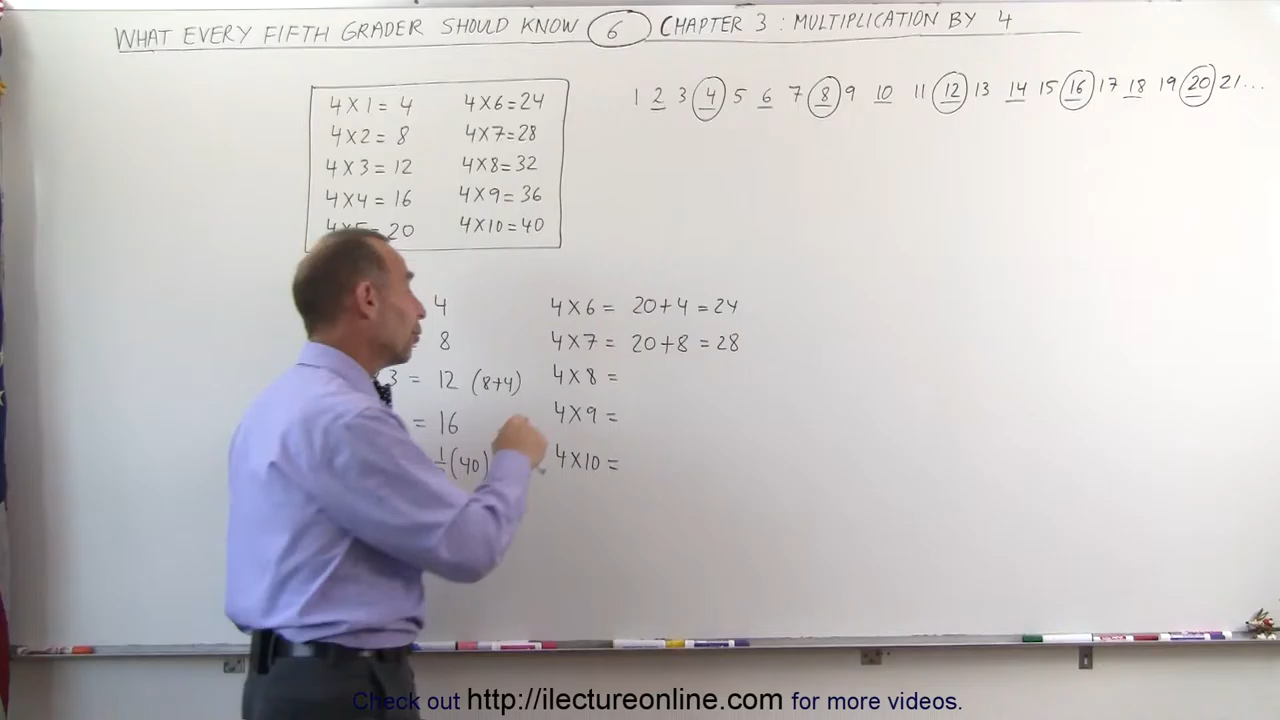 WHAT EVERY FIFTH GRADER SHOULD KNOW 6 CHAPTER 3 : MULTIPLICATION BY 4
1 2 3 4 5 6 7 8 9 10 11 12 13 14 15 16 17 18 19 20 21...
4X1 = 4
4X2 = 8
4X3 = 12
4X4 = 16
4X5 = 20
4X6=24
4X7=28
4X8=32
4X9=36
4X10=40
4
8
3 = 12 (8+4)
= 16
½(40)
4X6 = 20+4 = 24
4X7 = 20+8 = 28
4X8 =
4X9 =
4X10 =
Check out http://ilectureonline.com for more videos.